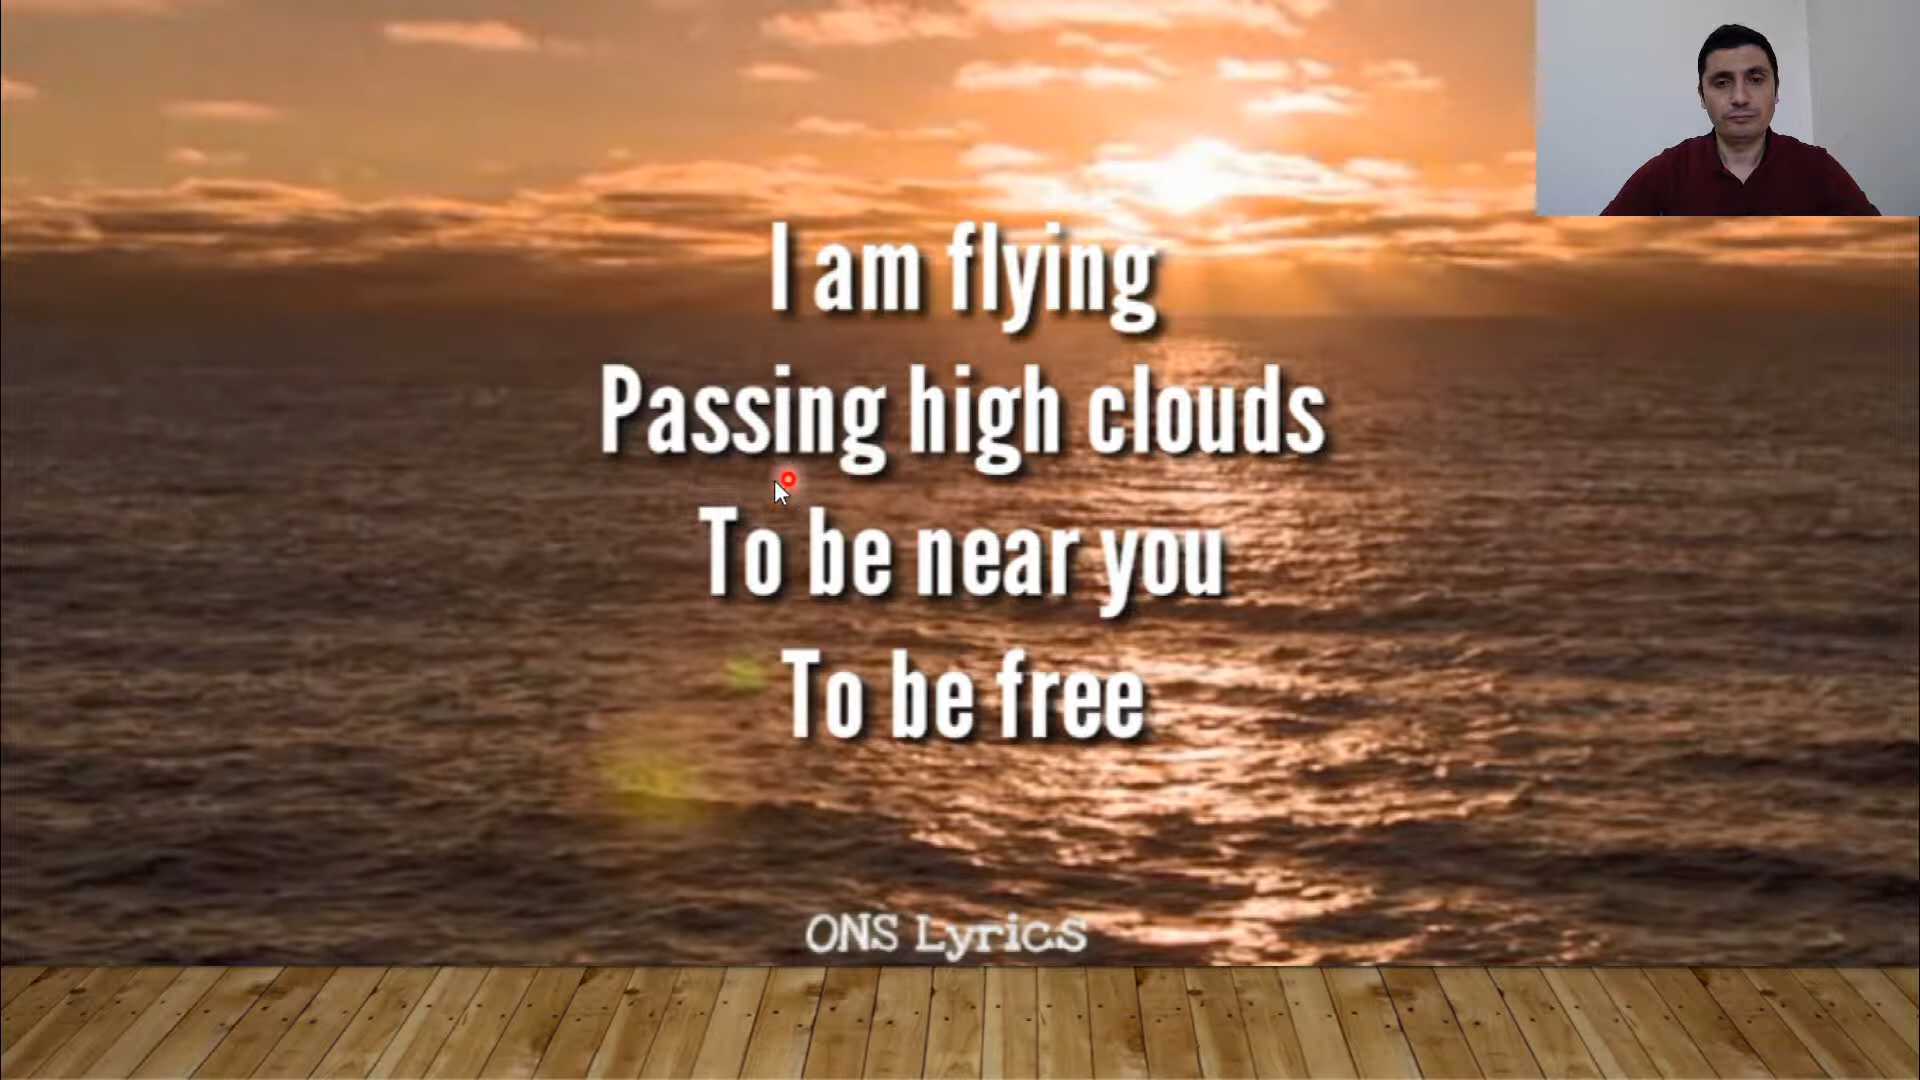 I am flying
Passing high clouds
To be near you
To be free
ONS Lyrics